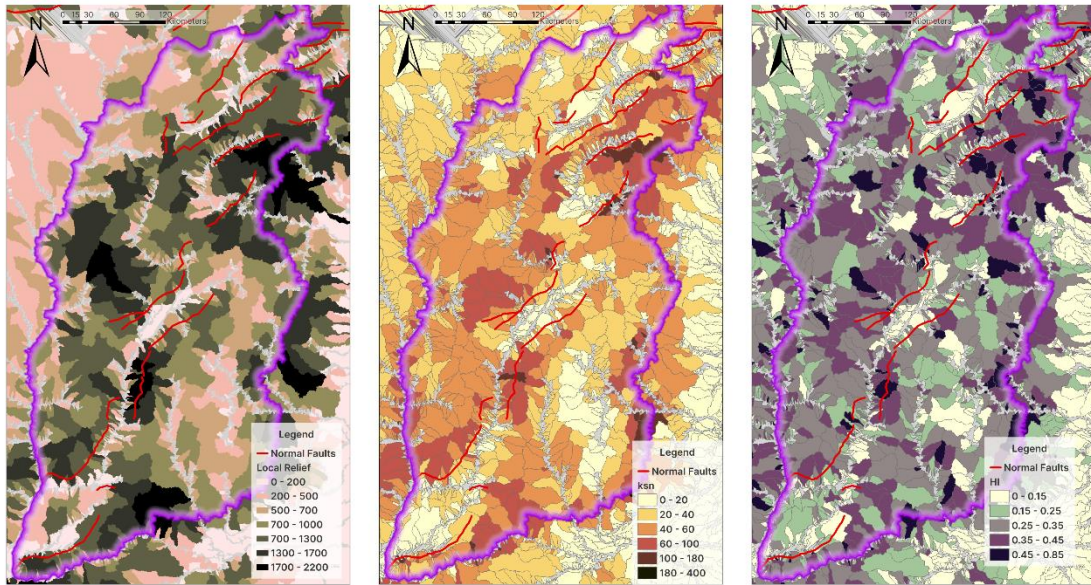 0 15 30 60 90 120
Kilometers
N
Legend
Normal Faults
Local Relief
0 - 200
200 - 500
500 - 700
700 - 1000
700 - 1300
1300 - 1700
1700 - 2200
0 15 30 60 90 120
Kilometers
N
Legend
Normal Faults
ksn
0 - 20
20 - 40
40 - 60
60 - 100
100 - 180
180 - 400
0 15 30 60 90 120
Kilometers
N
Legend
Normal Faults
HI
0 - 0.15
0.15 - 0.25
0.25 - 0.35
0.35 - 0.45
0.45 - 0.85